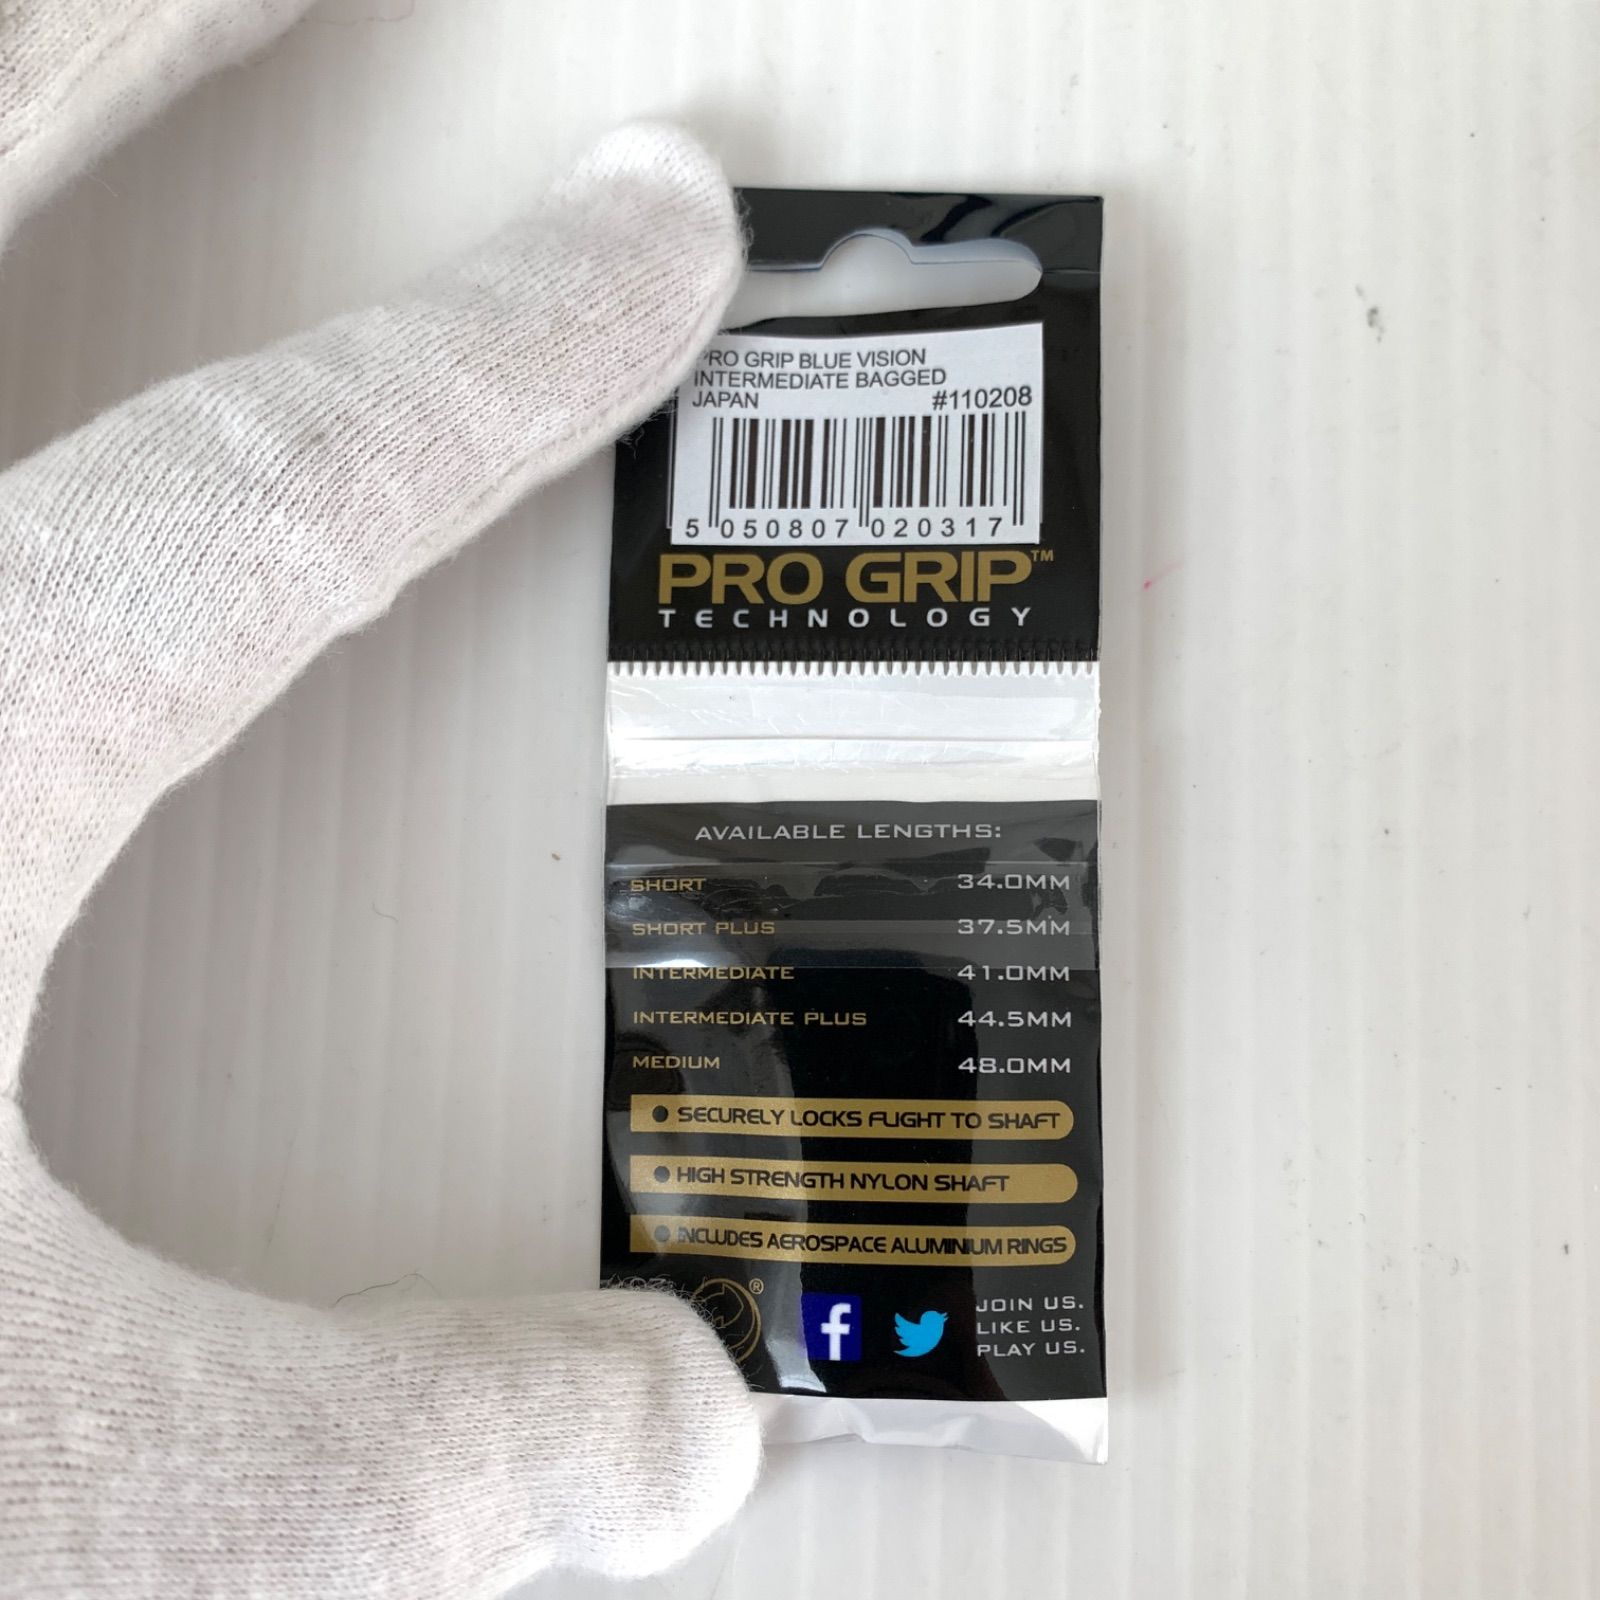 PRO GRIP BLUE VISION
INTERMEDIATE BAGGED
JAPAN #110208
5 050807 020317
PRO GRIP™
TECHNOLOGY
AVAILABLE LENGTHS:
SHORT 34.0MM
SHORT PLUS 37.5MM
INTERMEDIATE 41.0MM
INTERMEDIATE PLUS 44.5MM
MEDIUM 48.0MM
● SECURELY LOCKS FLIGHT TO SHAFT
● HIGH STRENGTH NYLON SHAFT
● INCLUDES AEROSPACE ALUMINIUM RINGS
®
f
JOIN US.
LIKE US.
PLAY US.